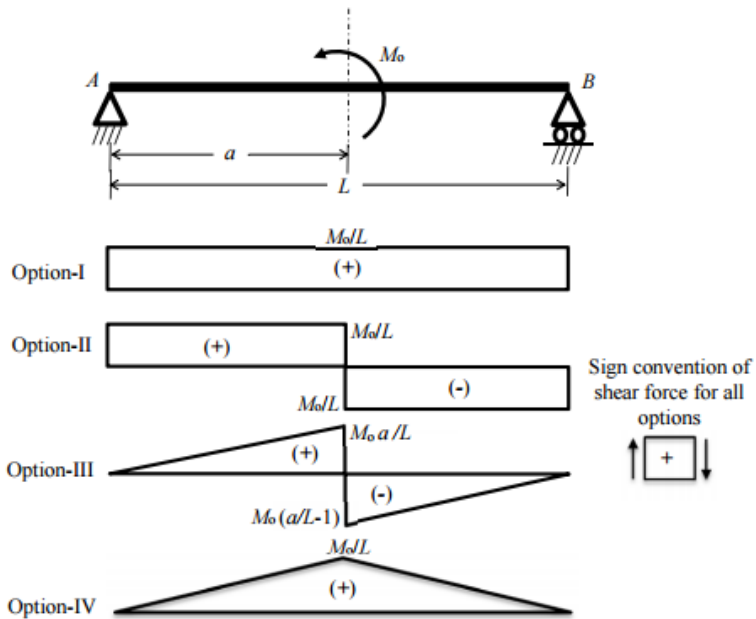 Mo
A
B
a
L
Mo/L
Option-I
(+)
Option-II
(+)
Mo/L
Mo/L
(-)
Sign convention of
shear force for all
options
+
Option-III
(+)
Mo a/L
(-)
Mo (a/L-1)
Mo/L
Option-IV
(+)